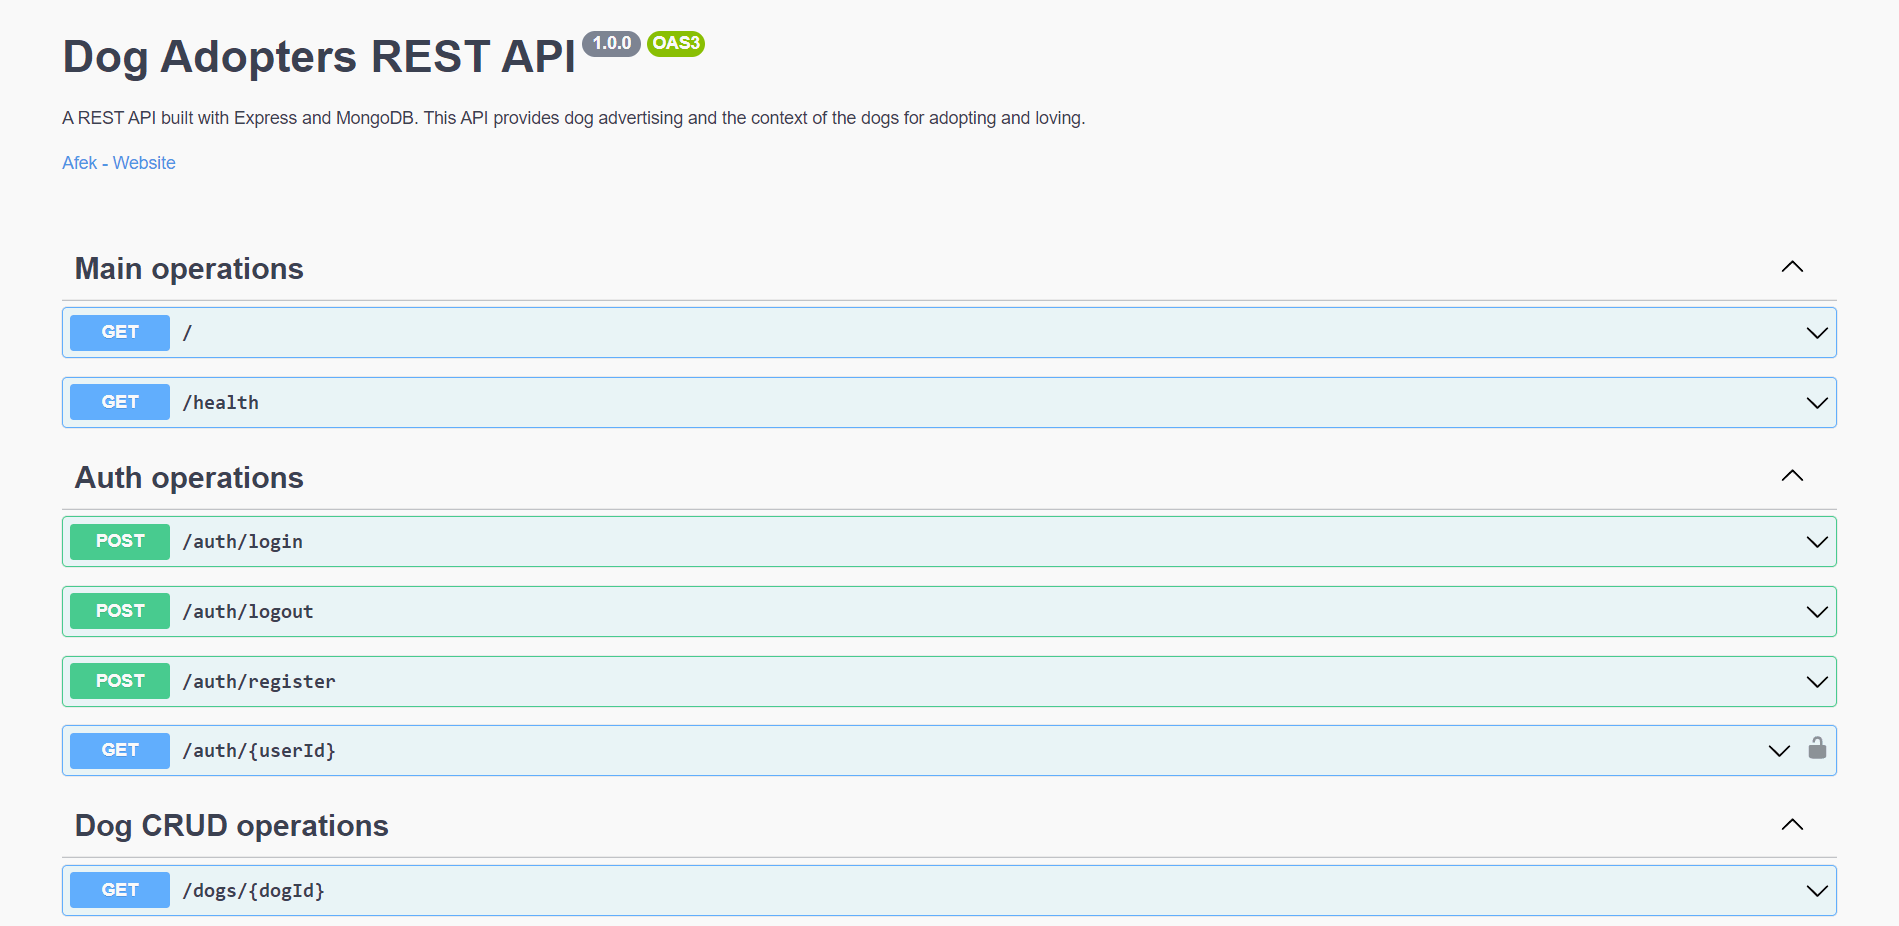 Dog Adopters REST API 1.0.0 OAS3
A REST API built with Express and MongoDB. This API provides dog advertising and the context of the dogs for adopting and loving.
Afek - Website
Main operations
GET /
GET /health
Auth operations
POST /auth/login
POST /auth/logout
POST /auth/register
GET /auth/{userId}
Dog CRUD operations
GET /dogs/{dogId}